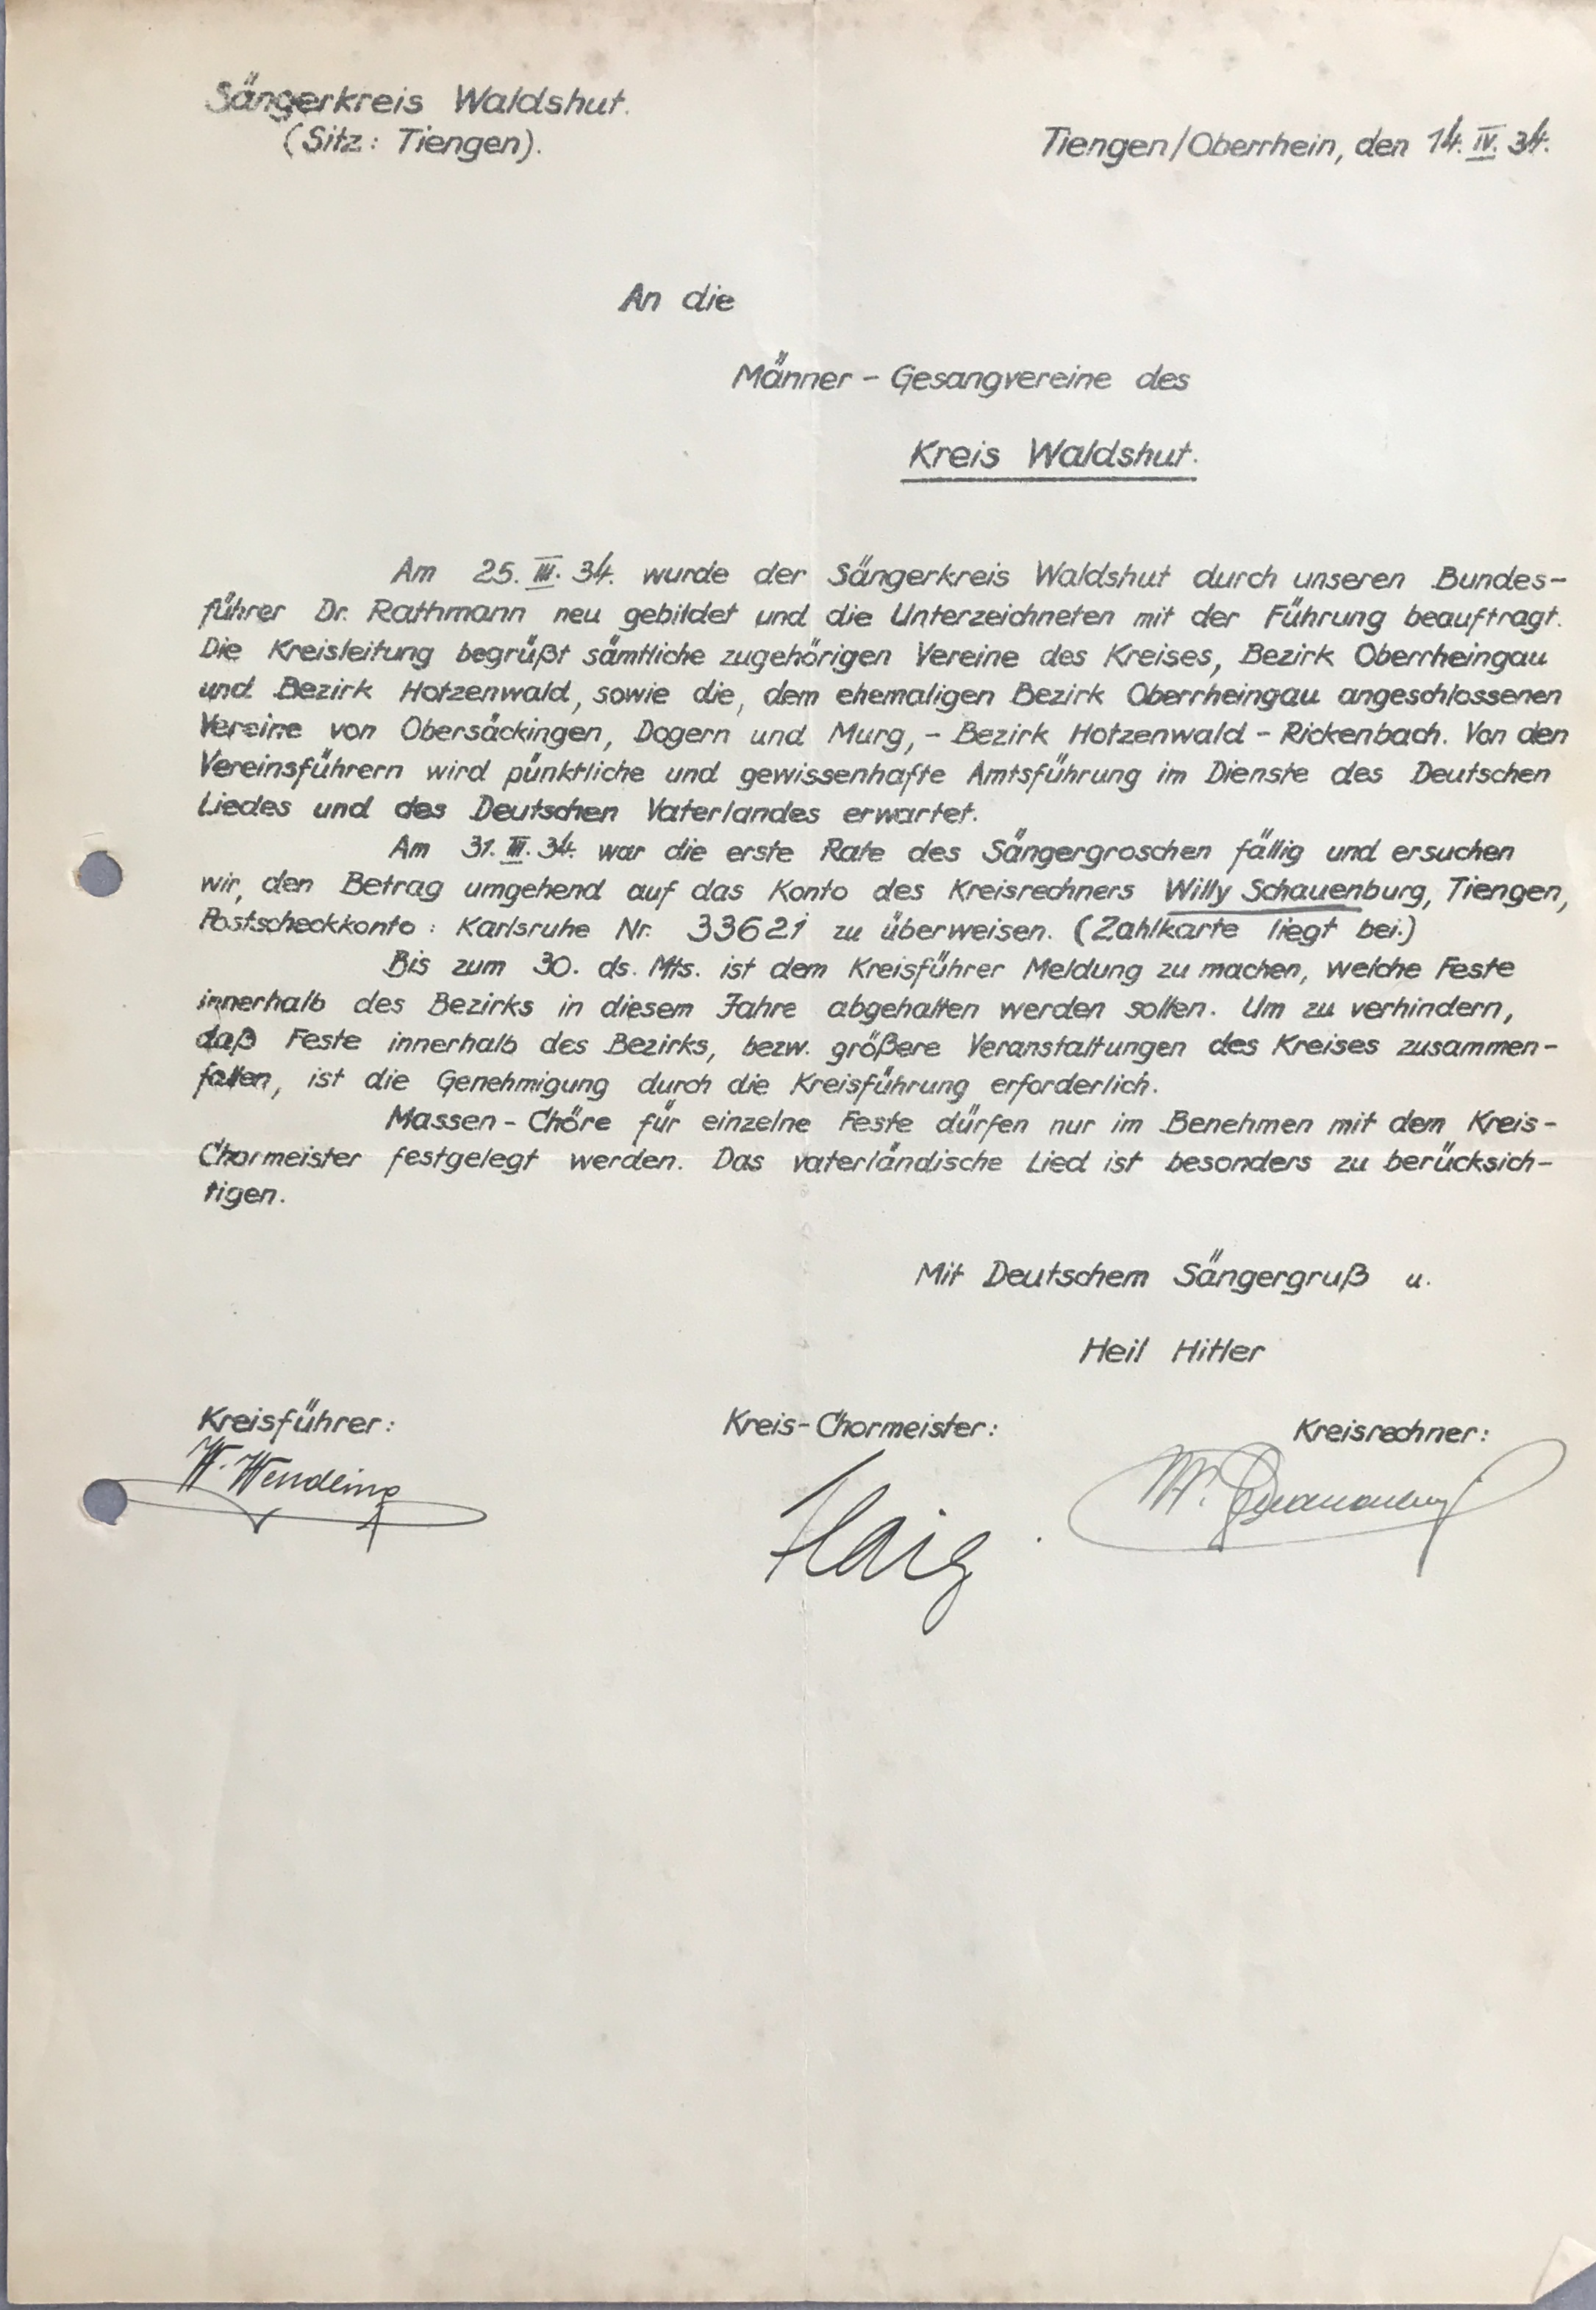 Sängerkreis Waldshut.
(Sitz: Tiengen).
Tiengen/Oberrhein, den 14. IV. 34.
An die
Männer - Gesangvereine des
Kreis Waldshut.
Am 25. III. 34. wurde der Sängerkreis Waldshut durch unseren Bundes-
führer Dr. Rathmann neu gebildet und die Unterzeichneten mit der Führung beauftragt.
Die Kreisleitung begrüßt sämtliche zugehörigen Vereine des Kreises, Bezirk Oberrheingau
und Bezirk Hotzenwald, sowie die, dem ehemaligen Bezirk Oberrheingau angeschlossenen
Vereine von Obersäckingen, Dogern und Murg, - Bezirk Hotzenwald - Rickenbach. Von den
Vereinsführern wird pünktliche und gewissenhafte Amtsführung im Dienste des Deutschen
Liedes und des Deutschen Vaterlandes erwartet.
Am 31. III. 34. war die erste Rate des Sängergroschen fällig und ersuchen
wir, den Betrag umgehend auf das Konto des Kreisrechners Willy Schauenburg, Tiengen,
Postscheckkonto: Karlsruhe Nr. 33621 zu überweisen. (Zahlkarte liegt bei.)
Bis zum 30. ds. Mts. ist dem Kreisführer Meldung zu machen, welche Feste
innerhalb des Bezirks in diesem Jahre abgehalten werden sollen. Um zu verhindern,
daß Feste innerhalb des Bezirks, bezw. größere Veranstaltungen des Kreises zusammen-
fallen, ist die Genehmigung durch die Kreisführung erforderlich.
Massen - Chöre für einzelne Feste dürfen nur im Benehmen mit dem Kreis-
Chormeister festgelegt werden. Das vaterländische Lied ist besonders zu berücksich-
tigen.
Mit Deutschem Sängergruß u.
Heil Hitler
Kreisführer: Kreis-Chormeister: Kreisrechner:
W. Wendling Flaig W. Schauenburg